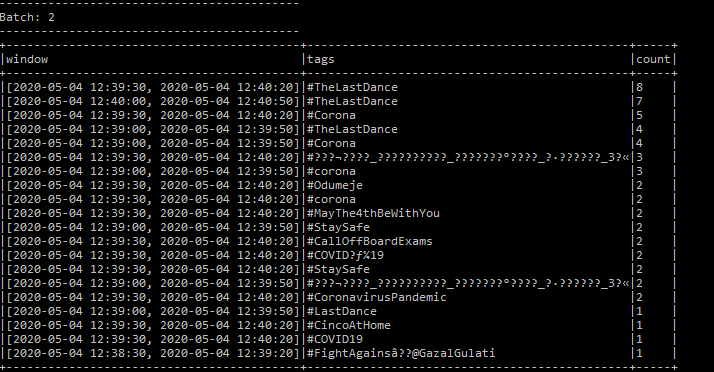 -------------------------------------------
Batch: 2
-------------------------------------------
+------------------------------------------+-----------------------------------------------+-----+
|window |tags |count|
+------------------------------------------+-----------------------------------------------+-----+
|[2020-05-04 12:39:30, 2020-05-04 12:40:20]|#TheLastDance |8 |
|[2020-05-04 12:40:00, 2020-05-04 12:40:50]|#TheLastDance |7 |
|[2020-05-04 12:39:30, 2020-05-04 12:40:20]|#Corona |5 |
|[2020-05-04 12:39:00, 2020-05-04 12:39:50]|#TheLastDance |4 |
|[2020-05-04 12:39:00, 2020-05-04 12:39:50]|#Corona |4 |
|[2020-05-04 12:39:30, 2020-05-04 12:40:20]|#???¬????_??????????_???????°????_?·??????_3?«|3 |
|[2020-05-04 12:39:00, 2020-05-04 12:39:50]|#corona |3 |
|[2020-05-04 12:39:30, 2020-05-04 12:40:20]|#Odumeje |2 |
|[2020-05-04 12:39:30, 2020-05-04 12:40:20]|#corona |2 |
|[2020-05-04 12:39:30, 2020-05-04 12:40:20]|#MayThe4thBeWithYou |2 |
|[2020-05-04 12:39:00, 2020-05-04 12:39:50]|#StaySafe |2 |
|[2020-05-04 12:39:30, 2020-05-04 12:40:20]|#CallOffBoardExams |2 |
|[2020-05-04 12:39:30, 2020-05-04 12:40:20]|#COVID?ƒ¼19 |2 |
|[2020-05-04 12:39:30, 2020-05-04 12:40:20]|#StaySafe |2 |
|[2020-05-04 12:39:00, 2020-05-04 12:39:50]|#???¬????_??????????_???????°????_?·??????_3?«|2 |
|[2020-05-04 12:39:30, 2020-05-04 12:40:20]|#CoronavirusPandemic |2 |
|[2020-05-04 12:39:00, 2020-05-04 12:39:50]|#LastDance |1 |
|[2020-05-04 12:39:30, 2020-05-04 12:40:20]|#CincoAtHome |1 |
|[2020-05-04 12:39:30, 2020-05-04 12:40:20]|#COVID19 |1 |
|[2020-05-04 12:38:30, 2020-05-04 12:39:20]|#FightAgainsâ??@GazalGulati |1 |
+------------------------------------------+-----------------------------------------------+-----+